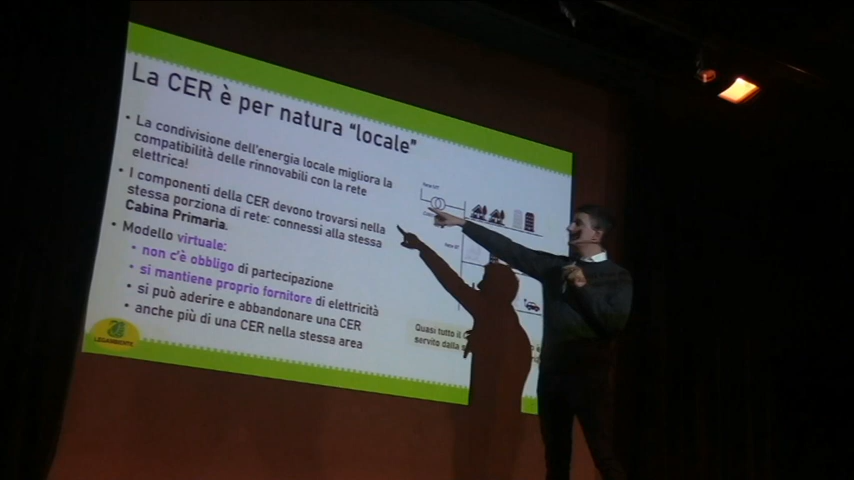 La CER è per natura "locale"
• La condivisione dell'energia locale migliora la
compatibilità delle rinnovabili con la rete
elettrica!
• I componenti della CER devono trovarsi nella
stessa porzione di rete: connessi alla stessa
Cabina Primaria.
• Modello virtuale:
• non c'è obbligo di partecipazione
• si mantiene proprio fornitore di elettricità
• si può aderire e abbandonare una CER
• anche più di una CER nella stessa area
LEGAMBIENTE
Quasi tutto il
servito dalla